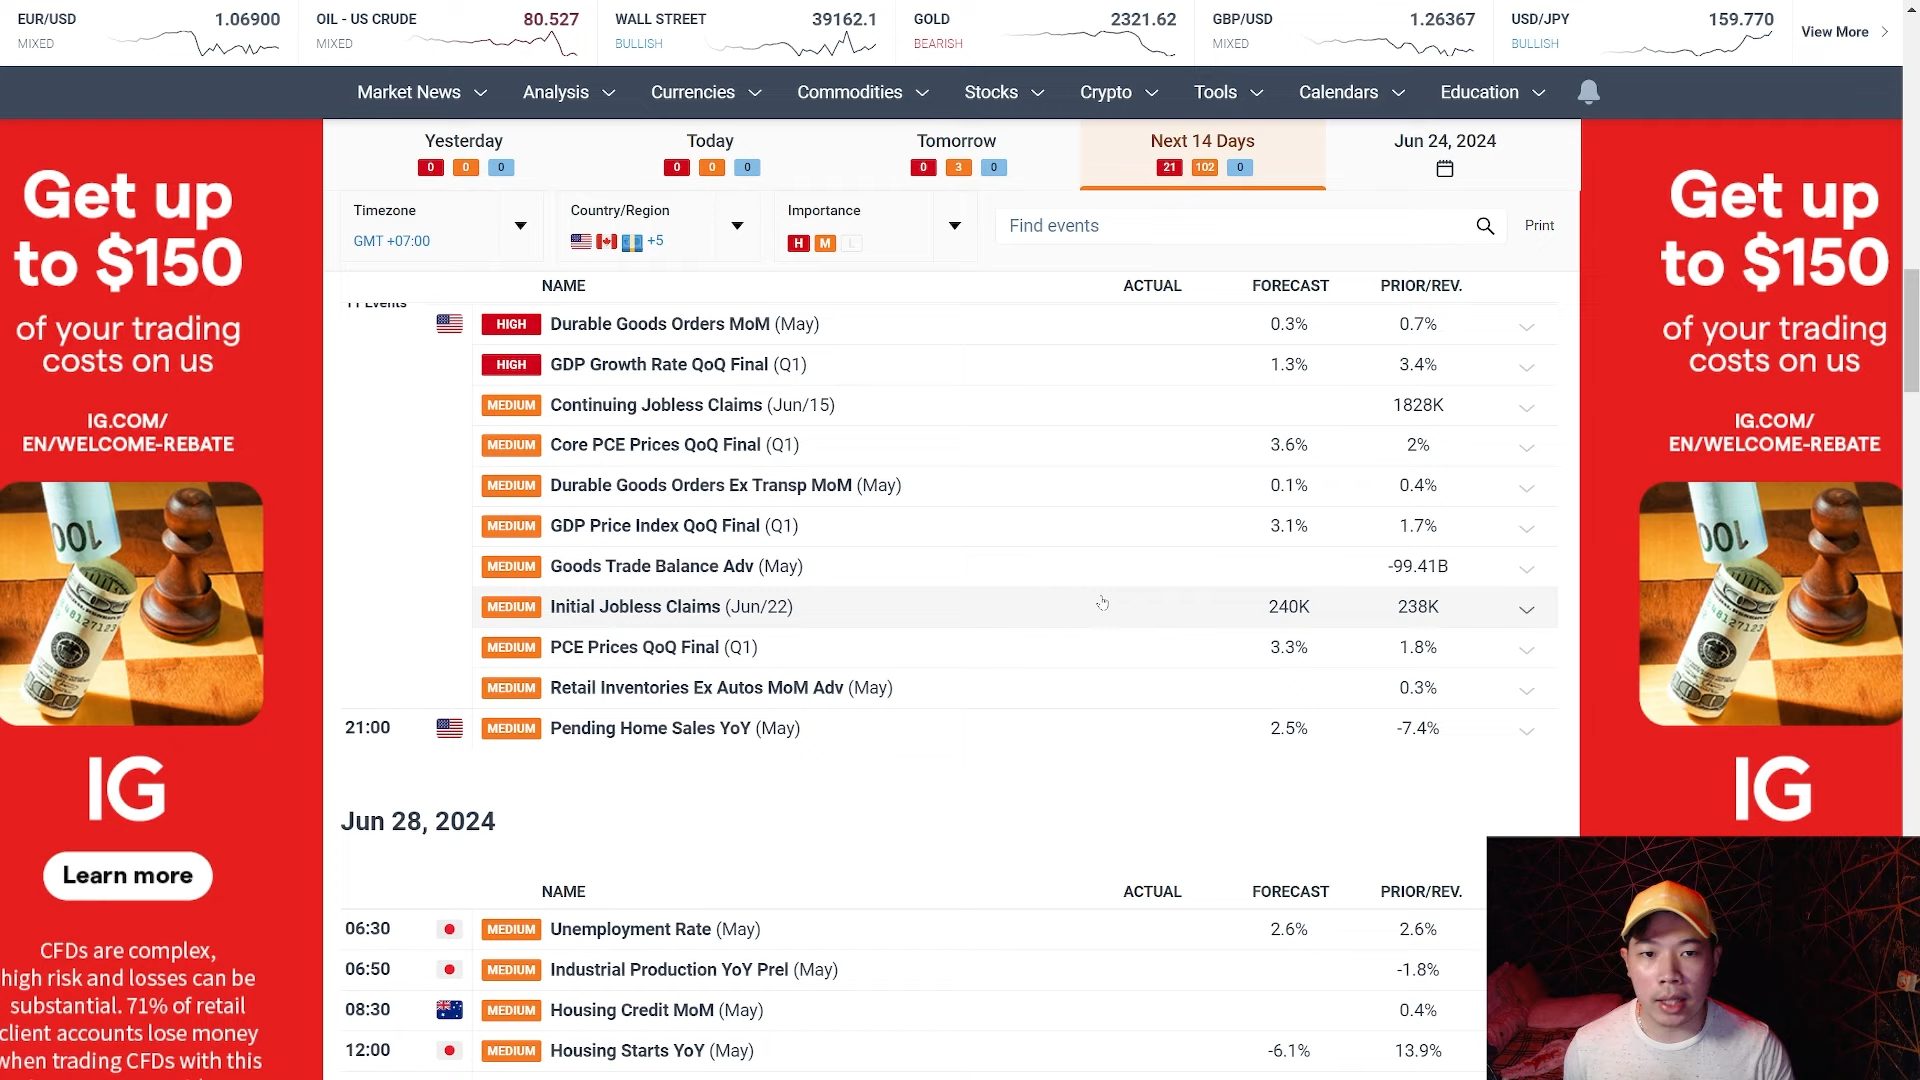 EUR/USD 1.06900
MIXED
OIL - US CRUDE 80.527
MIXED
WALL STREET 39162.1
BULLISH
GOLD 2321.62
BEARISH
GBP/USD 1.26367
MIXED
USD/JPY 159.770
BULLISH
View More
Market News Analysis Currencies Commodities Stocks Crypto Tools Calendars Education
Yesterday Today Tomorrow Next 14 Days Jun 24, 2024
0 0 0 0 0 0 0 3 0 21 102 0
Timezone
GMT +07:00
Country/Region
+5
Importance
H M L
Find events
Print
NAME ACTUAL FORECAST PRIOR/REV.
11 Events
HIGH Durable Goods Orders MoM (May) 0.3% 0.7%
HIGH GDP Growth Rate QoQ Final (Q1) 1.3% 3.4%
MEDIUM Continuing Jobless Claims (Jun/15) 1828K
MEDIUM Core PCE Prices QoQ Final (Q1) 3.6% 2%
MEDIUM Durable Goods Orders Ex Transp MoM (May) 0.1% 0.4%
MEDIUM GDP Price Index QoQ Final (Q1) 3.1% 1.7%
MEDIUM Goods Trade Balance Adv (May) -99.41B
MEDIUM Initial Jobless Claims (Jun/22) 240K 238K
MEDIUM PCE Prices QoQ Final (Q1) 3.3% 1.8%
MEDIUM Retail Inventories Ex Autos MoM Adv (May) 0.3%
21:00 MEDIUM Pending Home Sales YoY (May) 2.5% -7.4%
Jun 28, 2024
NAME ACTUAL FORECAST PRIOR/REV.
06:30 MEDIUM Unemployment Rate (May) 2.6% 2.6%
06:50 MEDIUM Industrial Production YoY Prel (May) -1.8%
08:30 MEDIUM Housing Credit MoM (May) 0.4%
12:00 MEDIUM Housing Starts YoY (May) -6.1% 13.9%
Get up
to $150
of your trading
costs on us
IG.COM/
EN/WELCOME-REBATE
100
IG
Learn more
CFDs are complex,
high risk and losses can be
substantial. 71% of retail
client accounts lose money
when trading CFDs with this
Get up
to $150
of your trading
costs on us
IG.COM/
EN/WELCOME-REBATE
100
IG